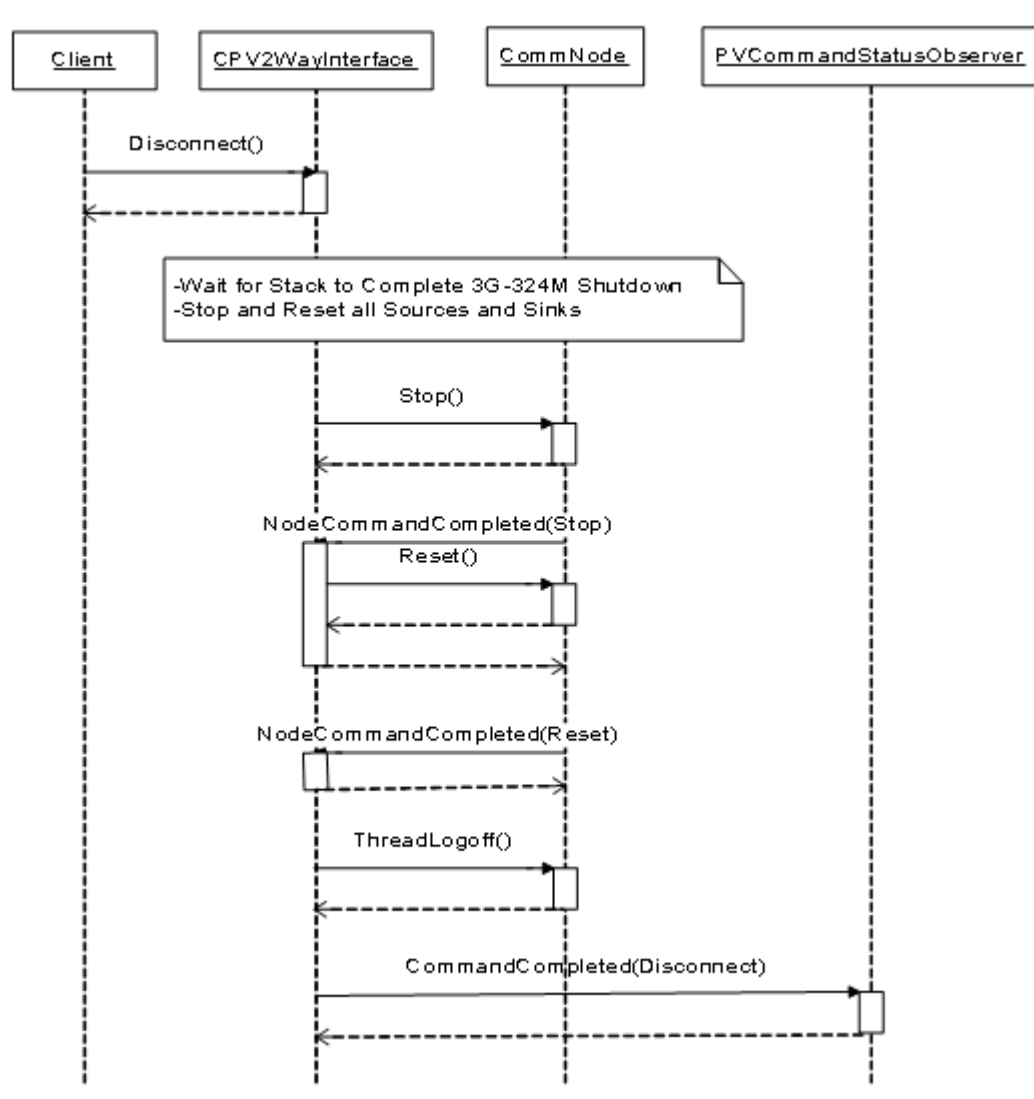 Client
CPV2WayInterface
CommNode
PVCommandStatusObserver
Disconnect()
-Wait for Stack to Complete 3G-324M Shutdown
-Stop and Reset all Sources and Sinks
Stop()
NodeCommandCompleted(Stop)
Reset()
NodeCommandCompleted(Reset)
ThreadLogoff()
CommandCompleted(Disconnect)